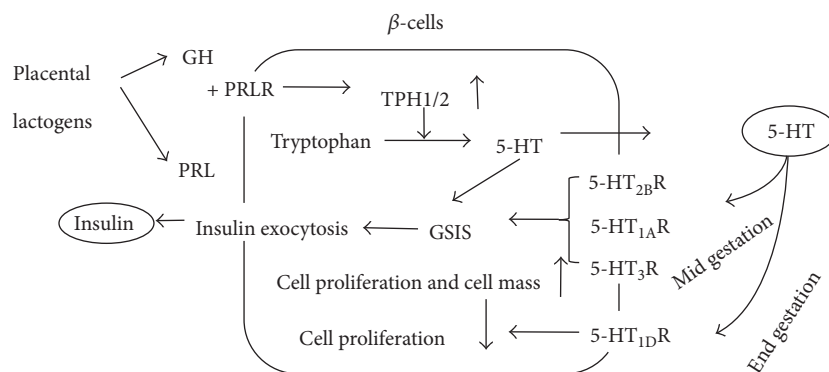 β-cells
GH
Placental
lactogens
+ PRLR
TPH1/2
Tryptophan
5-HT
5-HT
PRL
5-HT2BR
Insulin
Insulin exocytosis
GSIS
5-HT1AR
Mid gestation
5-HT3R
Cell proliferation and cell mass
Cell proliferation
5-HT1DR
End gestation